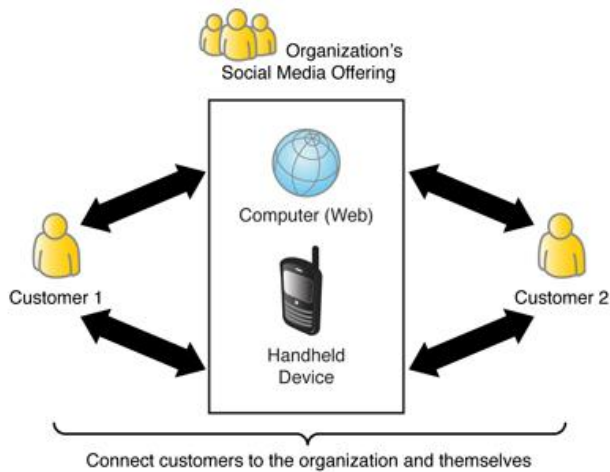 Organization's
Social Media Offering
Computer (Web)
Customer 1
Customer 2
Handheld
Device
Connect customers to the organization and themselves